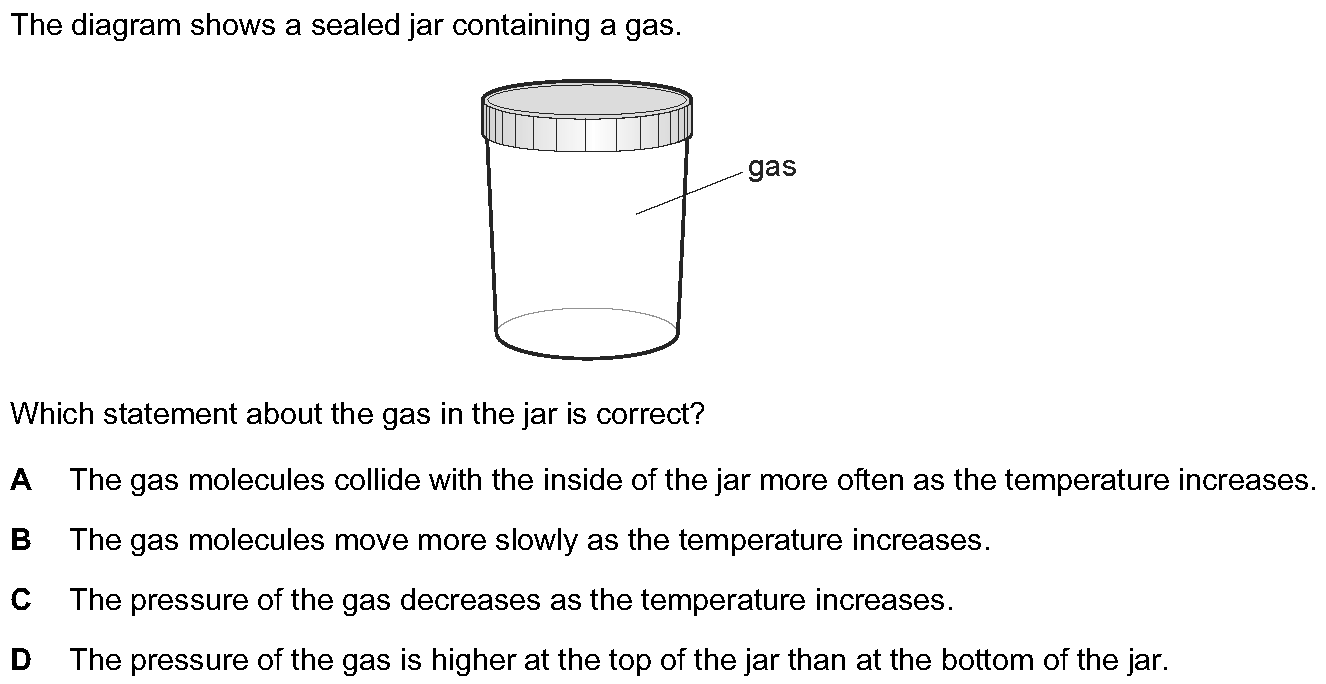 The diagram shows a sealed jar containing a gas.
gas
Which statement about the gas in the jar is correct?
A The gas molecules collide with the inside of the jar more often as the temperature increases.
B The gas molecules move more slowly as the temperature increases.
C The pressure of the gas decreases as the temperature increases.
D The pressure of the gas is higher at the top of the jar than at the bottom of the jar.